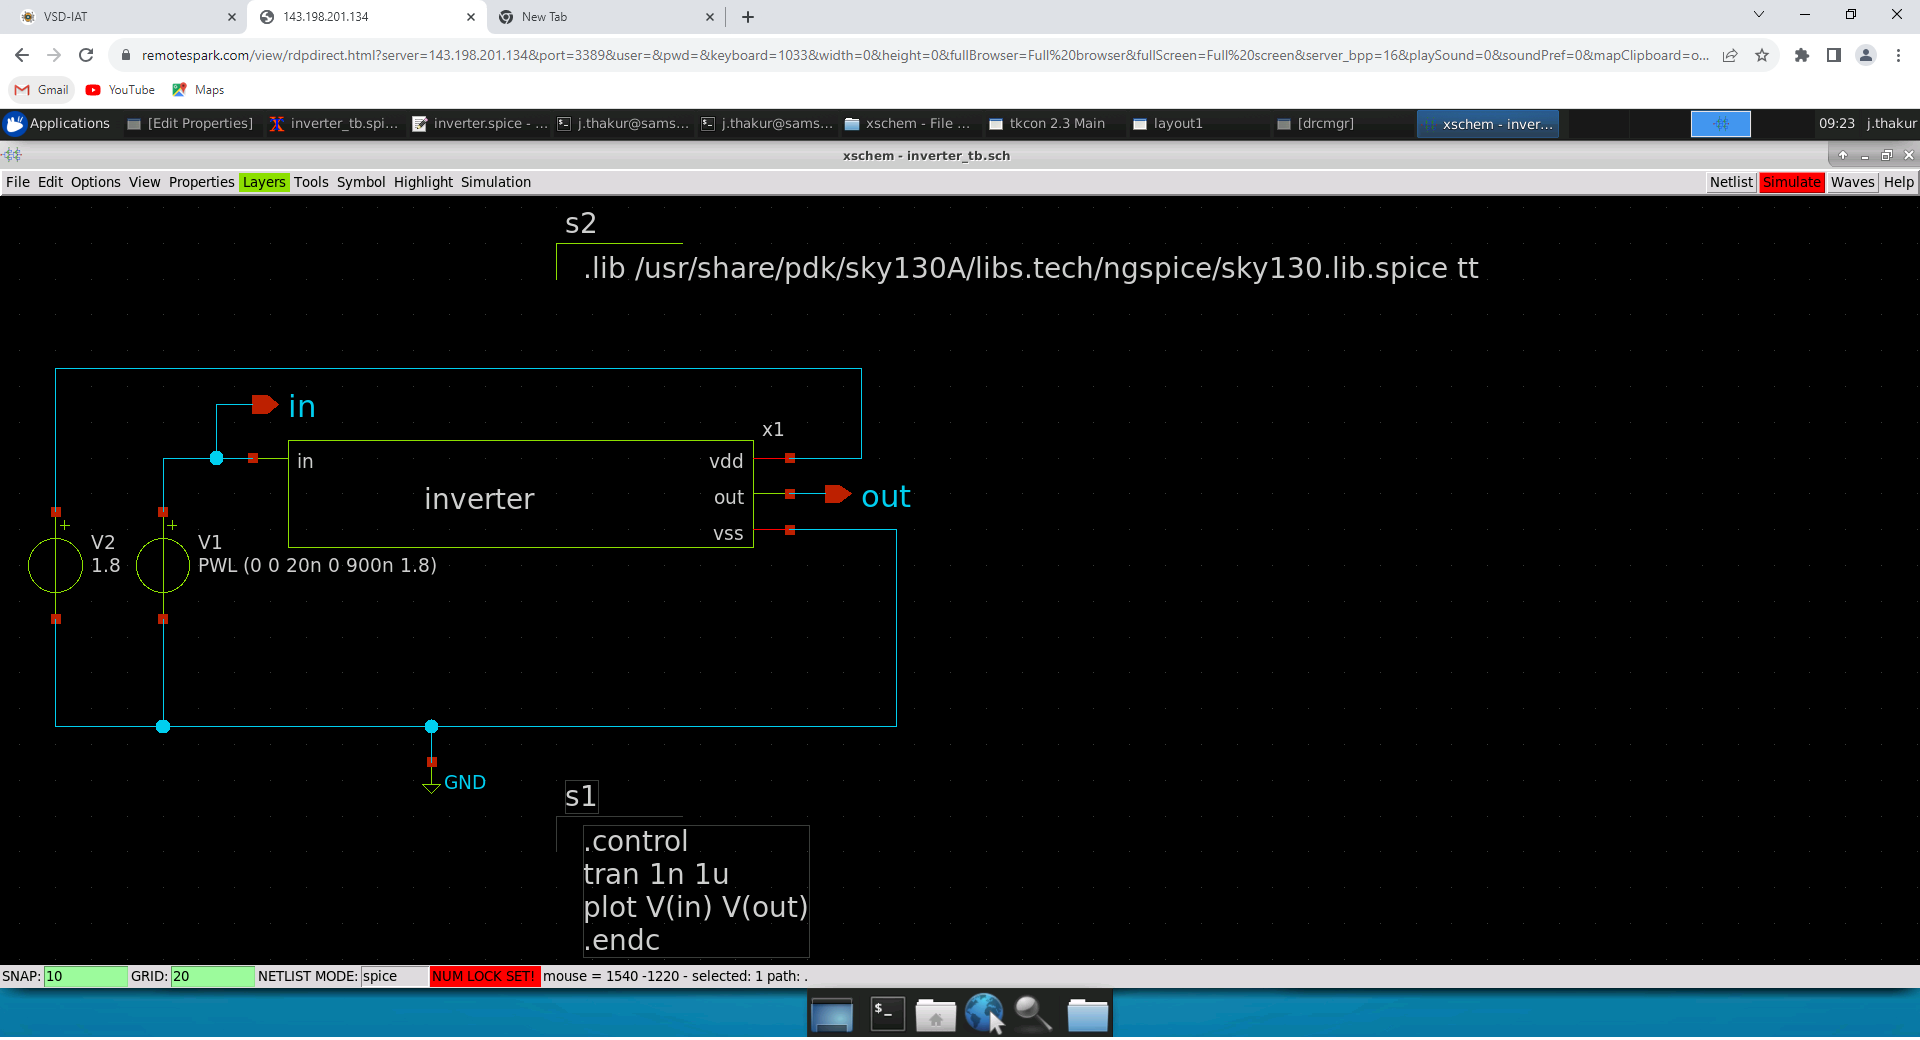 VSD-IAT
143.198.201.134
New Tab
remotespark.com/view/rdpdirect.html?server=143.198.201.134&port=3389&user=&pwd=&keyboard=1033&width=0&height=0&fullBrowser=Full%20browser&fullScreen=Full%20screen&server_bpp=16&playSound=0&soundPref=0&mapClipboard=o...
Gmail
YouTube
Maps
Applications
[Edit Properties]
inverter_tb.spi...
inverter.spice - ...
j.thakur@sams...
j.thakur@sams...
xschem - File ...
tkcon 2.3 Main
layout1
[drcmgr]
xschem - inver...
09:23
j.thakur
xschem - inverter_tb.sch
File Edit Options View Properties Layers Tools Symbol Highlight Simulation
Netlist Simulate Waves Help
s2
.lib /usr/share/pdk/sky130A/libs.tech/ngspice/sky130.lib.spice tt
in
x1
in
vdd
inverter
out
out
vss
V2
1.8
V1
PWL (0 0 20n 0 900n 1.8)
GND
s1
.control
tran 1n 1u
plot V(in) V(out)
.endc
SNAP: 10 GRID: 20 NETLIST MODE: spice NUM LOCK SET! mouse = 1540 -1220 - selected: 1 path: .
$_